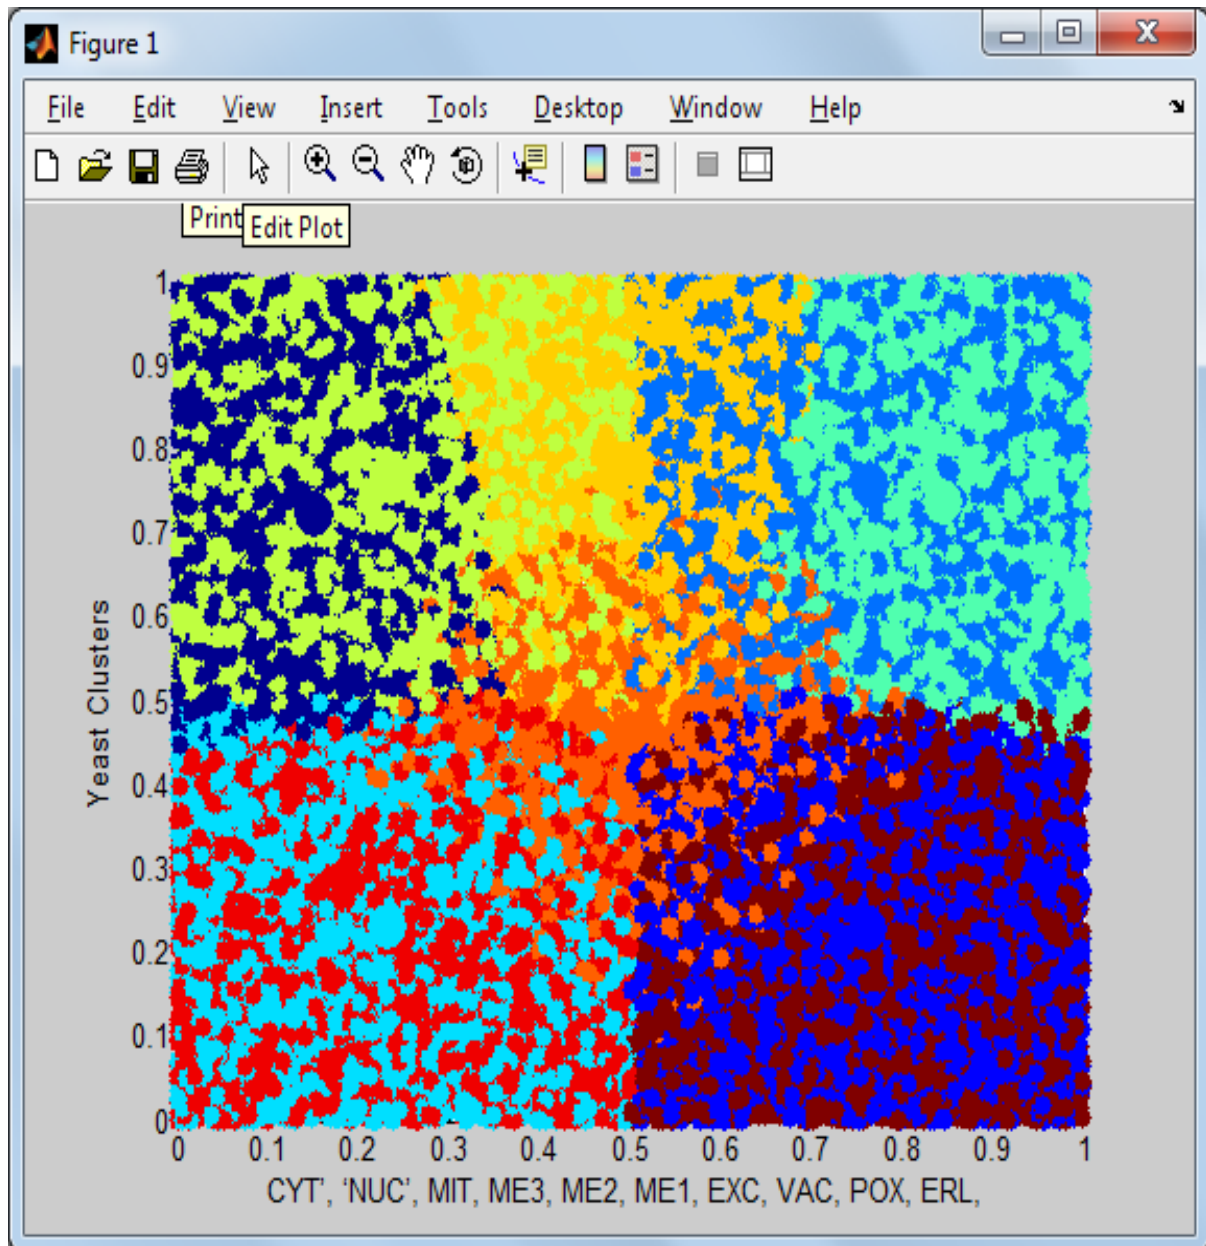 Figure 1
File Edit View Insert Tools Desktop Window Help
Print Edit Plot
1
0.9
0.8
0.7
0.6
0.5
0.4
0.3
0.2
0.1
0
Yeast Clusters
0 0.1 0.2 0.3 0.4 0.5 0.6 0.7 0.8 0.9 1
CYT’, ‘NUC’, MIT, ME3, ME2, ME1, EXC, VAC, POX, ERL,